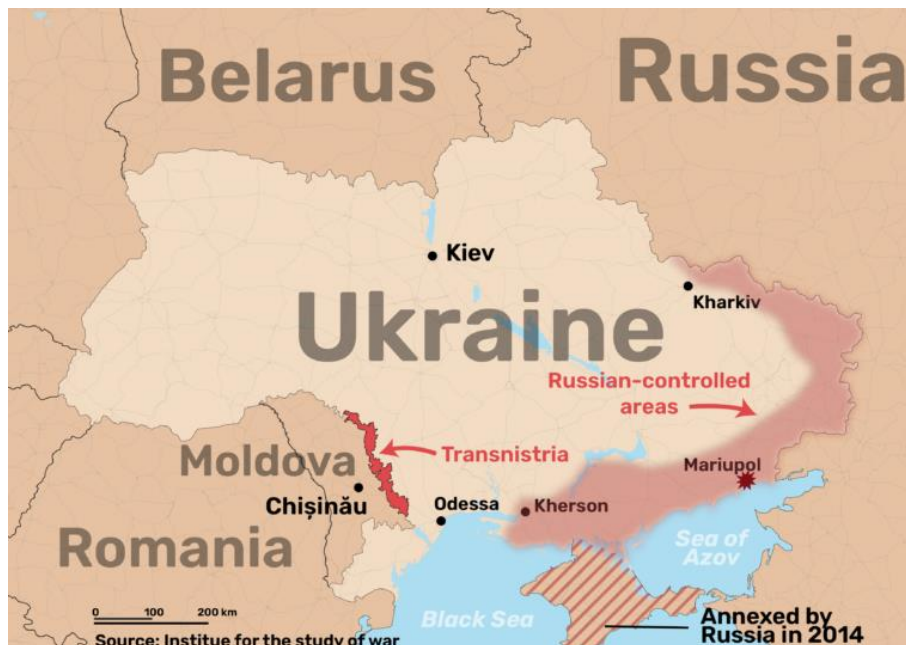 Belarus
Russia
Kiev
Kharkiv
Ukraine
Russian-controlled
areas
Transnistria
Moldova
Chișinău
Mariupol
Odessa
Kherson
Romania
Sea of
Azov
Black Sea
0 100 200 km
Annexed by
Russia in 2014
Source: Institue for the study of war